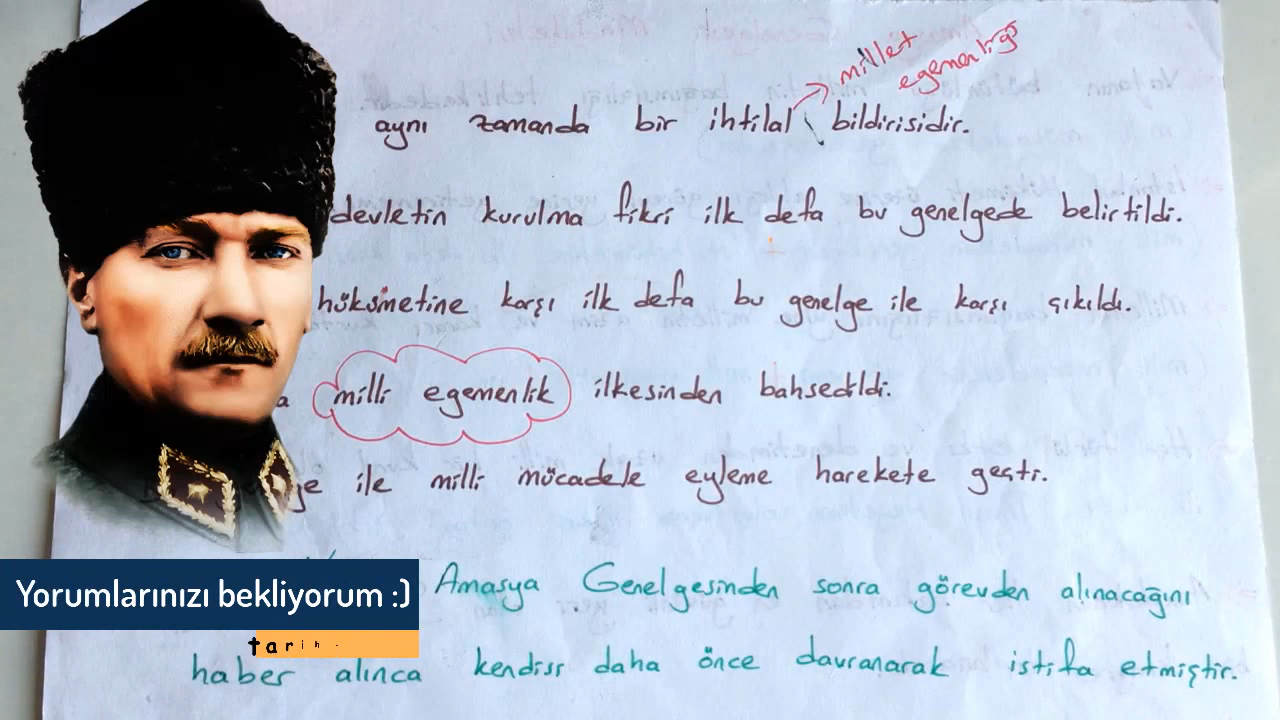 millet
egemenliği
aynı zamanda bir ihtilal bildirisidir.
devletin kurulma fikri ilk defa bu genelgede belirtildi.
hükümetine karşı ilk defa bu genelge ile karşı çıkıldı.
milli egemenlik ilkesinden bahsedildi.
ile milli mücadele eyleme harekete geçti.
Amasya Genelgesinden sonra görevden alınacağını
haber alınca kendisi daha önce davranarak istifa etmiştir.
Yorumlarınızı bekliyorum :)
tarih